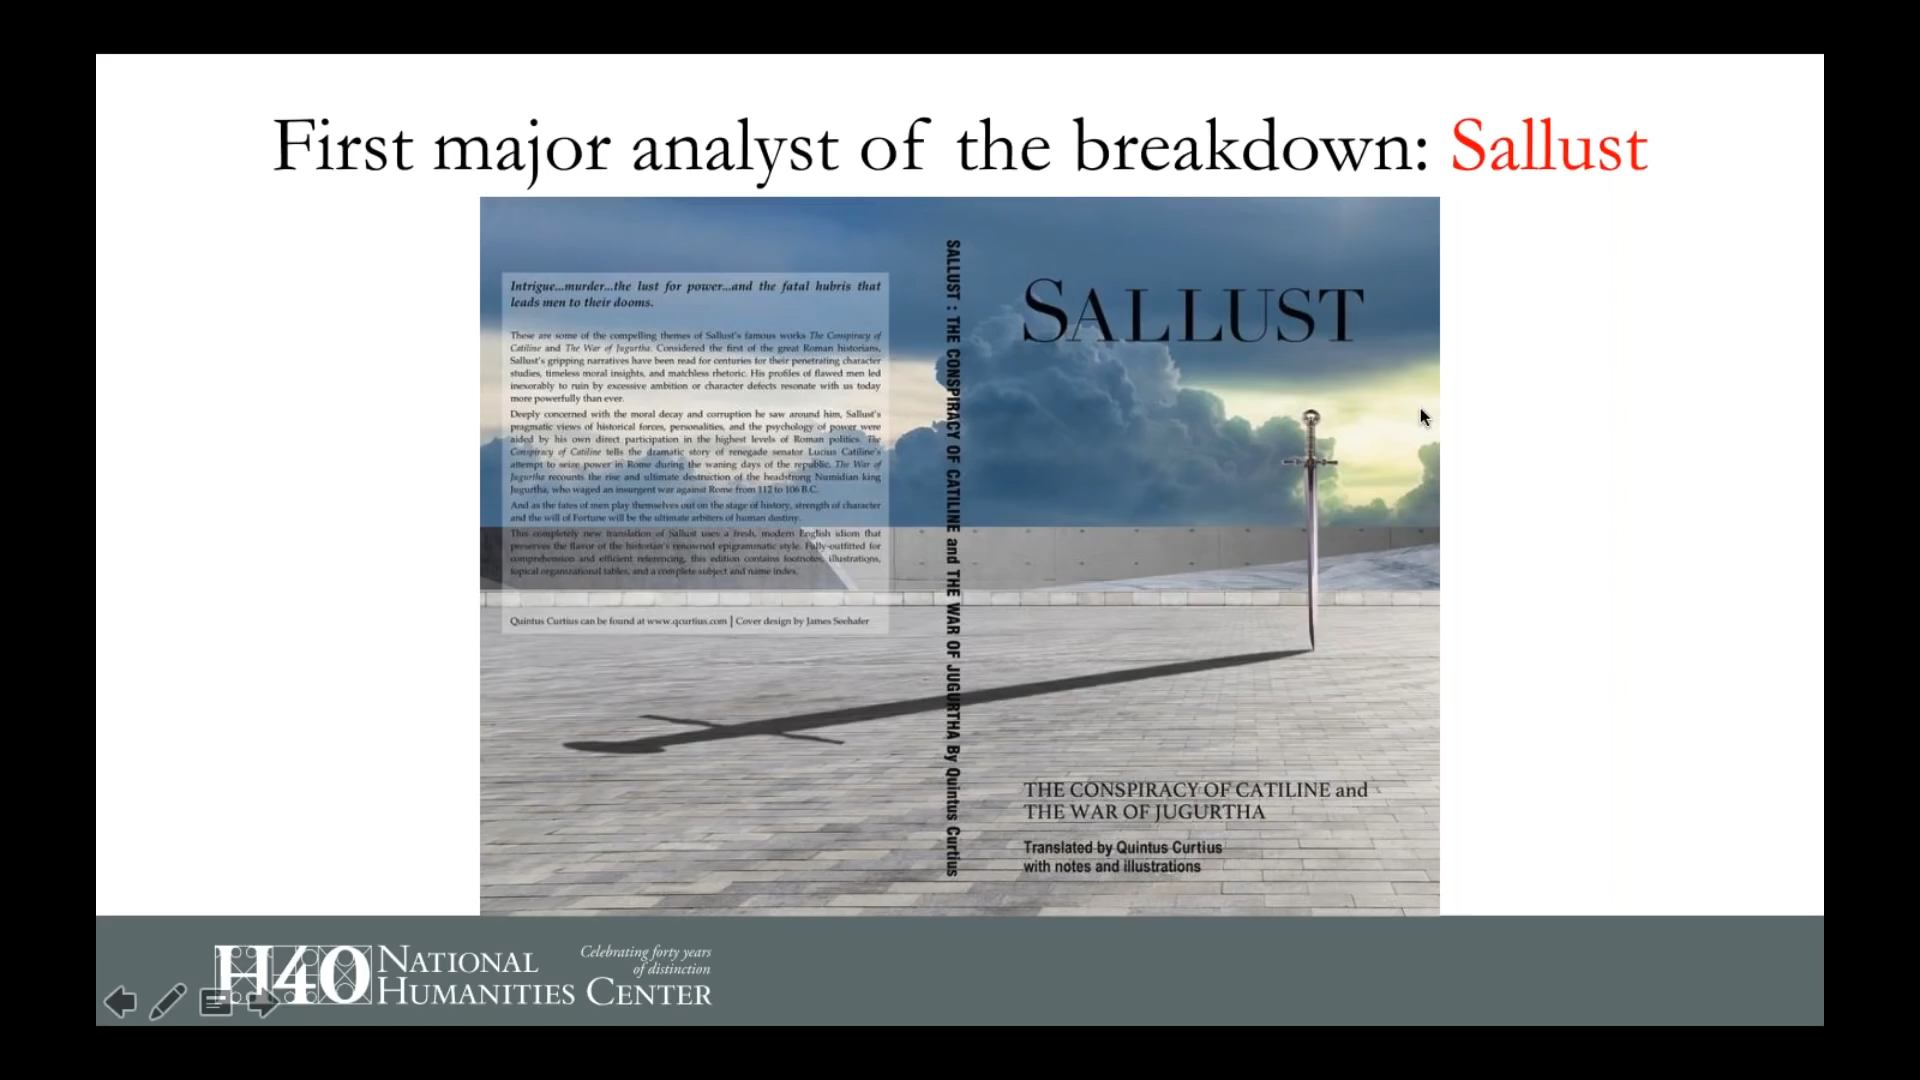 First major analyst of the breakdown: Sallust
Intrigue...murder...the lust for power...and the fatal hubris that
leads men to their dooms.
These are some of the compelling themes of Sallust's famous works The Conspiracy of
Catiline and The War of Jugurtha. Considered the first of the great Roman historians,
Sallust's gripping narratives have been read for centuries for their penetrating character
studies, timeless moral insights, and matchless rhetoric. His profiles of flawed men led
inexorably to ruin by excessive ambition or character defects resonate with us today
more powerfully than ever.
Deeply concerned with the moral decay and corruption he saw around him, Sallust's
pragmatic views of historical forces, personalities, and the psychology of power were
aided by his own direct participation in the highest levels of Roman politics. The
Conspiracy of Catiline tells the dramatic story of renegade senator Lucius Catiline's
attempt to seize power in Rome during the waning days of the republic. The War of
Jugurtha recounts the rise and ultimate destruction of the headstrong Numidian king
Jugurtha, who waged an insurgent war against Rome from 112 to 106 B.C.
And as the fates of men play themselves out on the stage of history, strength of character
and the will of Fortune will be the ultimate arbiters of human destiny.
This completely new translation of Sallust uses a fresh, modern English idiom that
preserves the flavor of the historian's renowned epigrammatic style. Fully-outfitted for
comprehension and efficient referencing, this edition contains footnotes, illustrations,
topical organizational tables, and a complete subject and name index.
Quintus Curtius can be found at www.qcurtius.com | Cover design by James Seehafer
SALLUST : THE CONSPIRACY OF CATILINE and THE WAR OF JUGURTHA By Quintus Curtius
SALLUST
THE CONSPIRACY OF CATILINE and
THE WAR OF JUGURTHA
Translated by Quintus Curtius
with notes and illustrations
H40
NATIONAL
HUMANITIES CENTER
Celebrating forty years
of distinction